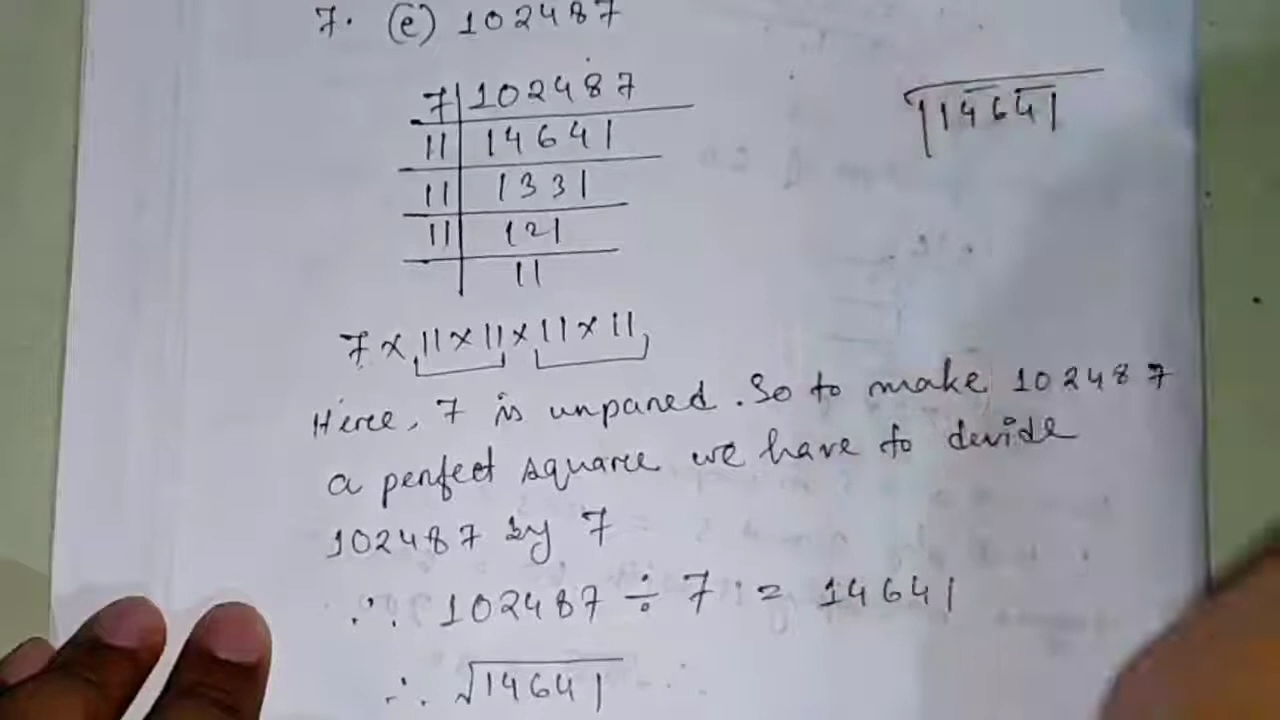 7. (e) 102487
7 102487
11 14641
11 1331
11 121
11
√14641
7 × 11 × 11 × 11 × 11
Here, 7 is unpaired. So to make 102487
a perfect square we have to devide
102487 by 7
∴ 102487 ÷ 7 = 14641
∴ √14641